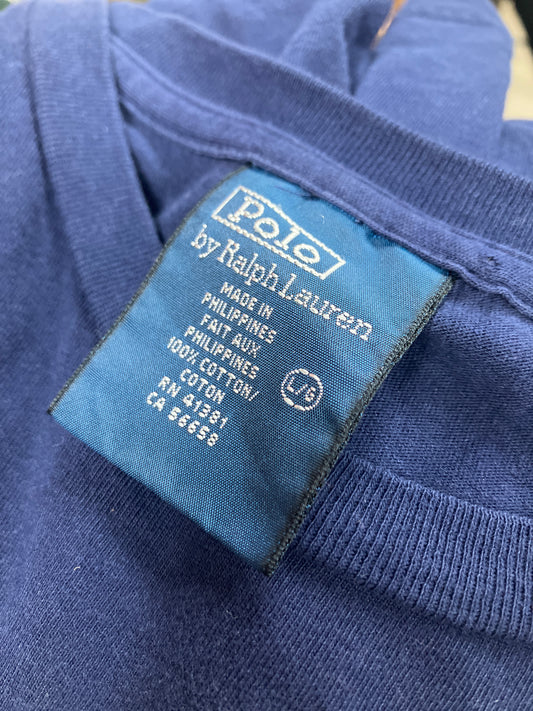 Polo
by Ralph Lauren
MADE IN
PHILIPPINES
FAIT AUX
PHILIPPINES
100% COTTON/
COTON
RN 41381
CA 56658
L/G